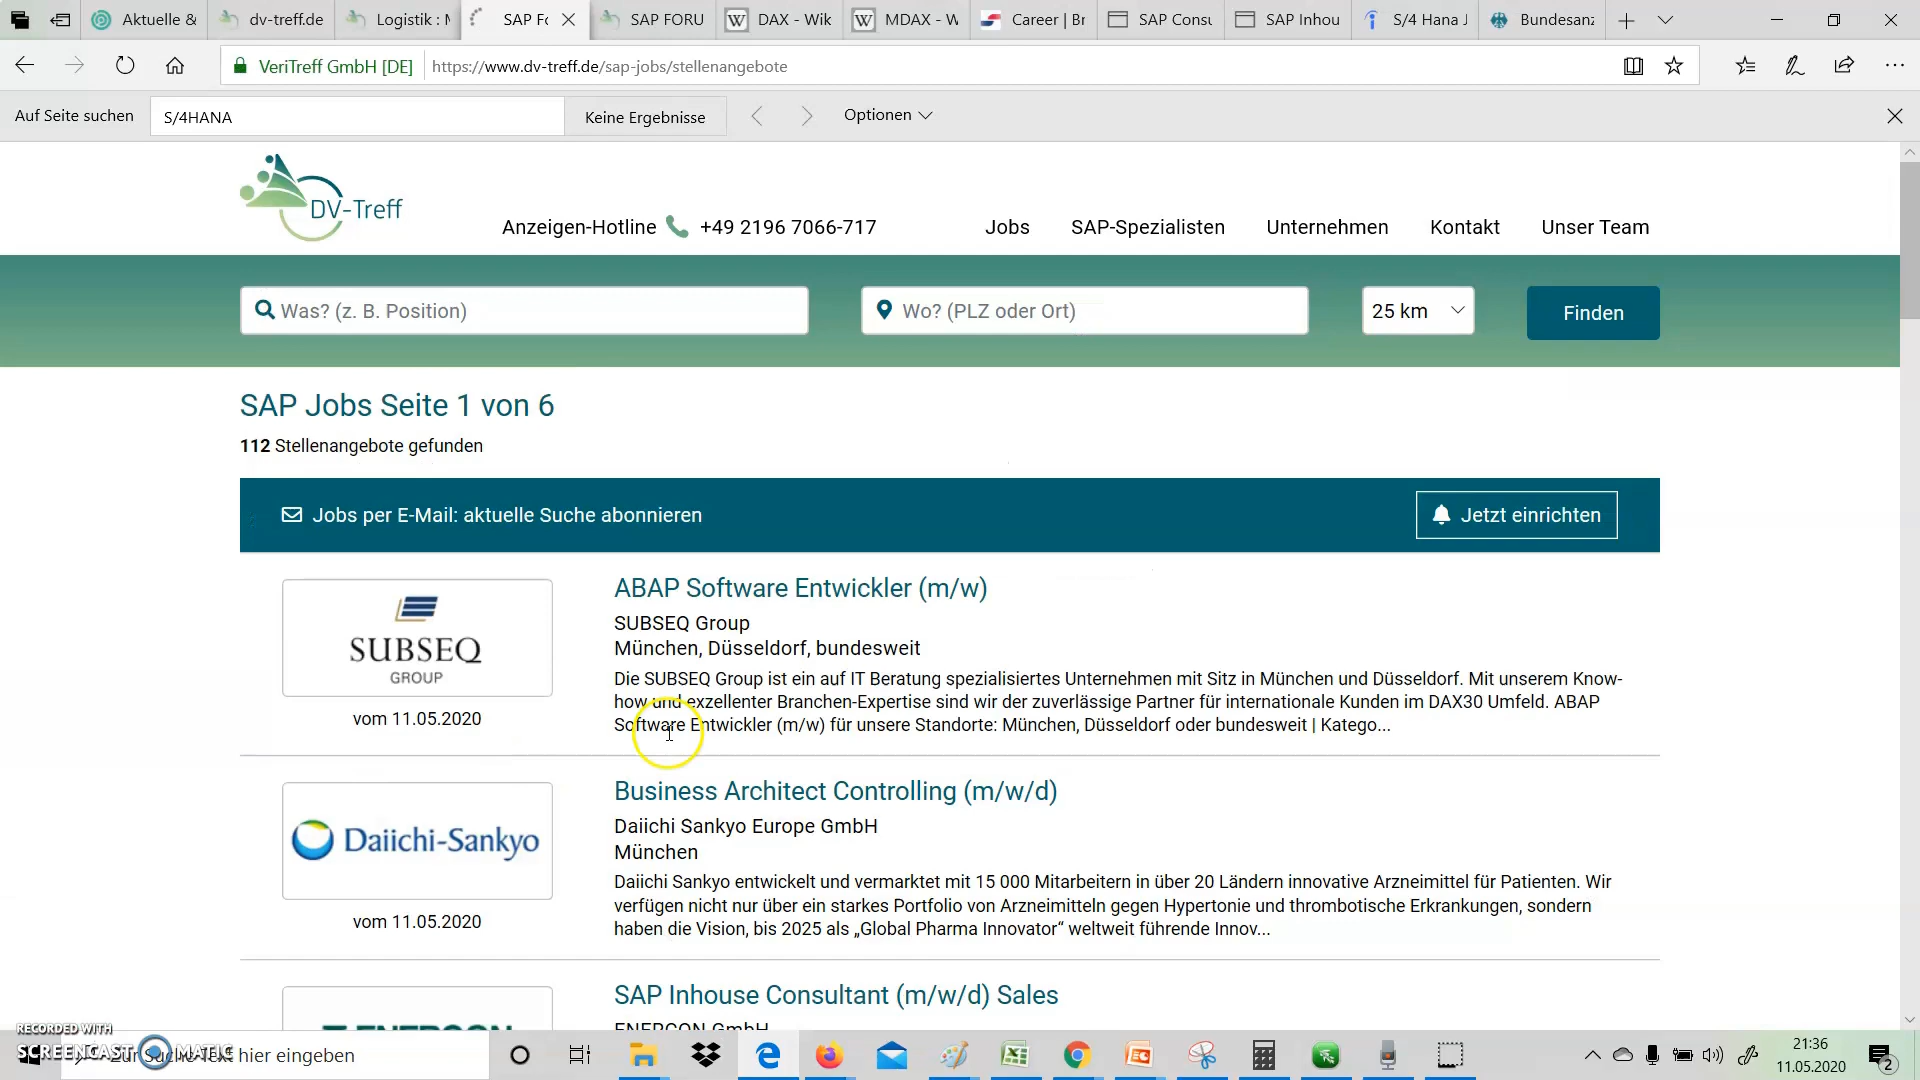 Aktuelle &
dv-treff.de
Logistik : M
SAP Fo
SAP FORU
DAX - Wik
MDAX - W
Career | Br
SAP Consu
SAP Inhou
S/4 Hana J
Bundesanz
VeriTreff GmbH [DE]
https://www.dv-treff.de/sap-jobs/stellenangebote
Auf Seite suchen
S/4HANA
Keine Ergebnisse
Optionen
DV-Treff
Anzeigen-Hotline +49 2196 7066-717
Jobs
SAP-Spezialisten
Unternehmen
Kontakt
Unser Team
Was? (z. B. Position)
Wo? (PLZ oder Ort)
25 km
Finden
SAP Jobs Seite 1 von 6
112 Stellenangebote gefunden
Jobs per E-Mail: aktuelle Suche abonnieren
Jetzt einrichten
SUBSEQ
GROUP
vom 11.05.2020
ABAP Software Entwickler (m/w)
SUBSEQ Group
München, Düsseldorf, bundesweit
Die SUBSEQ Group ist ein auf IT Beratung spezialisiertes Unternehmen mit Sitz in München und Düsseldorf. Mit unserem Know-
how und exzellenter Branchen-Expertise sind wir der zuverlässige Partner für internationale Kunden im DAX30 Umfeld. ABAP
Software Entwickler (m/w) für unsere Standorte: München, Düsseldorf oder bundesweit | Katego...
Daiichi-Sankyo
vom 11.05.2020
Business Architect Controlling (m/w/d)
Daiichi Sankyo Europe GmbH
München
Daiichi Sankyo entwickelt und vermarktet mit 15 000 Mitarbeitern in über 20 Ländern innovative Arzneimittel für Patienten. Wir
verfügen nicht nur über ein starkes Portfolio von Arzneimitteln gegen Hypertonie und thrombotische Erkrankungen, sondern
haben die Vision, bis 2025 als „Global Pharma Innovator“ weltweit führende Innov...
ENERCON
SAP Inhouse Consultant (m/w/d) Sales
ENERCON GmbH
RECORDED WITH
SCREENCAST MATIC
Zur Suche Text hier eingeben
21:36
11.05.2020
2